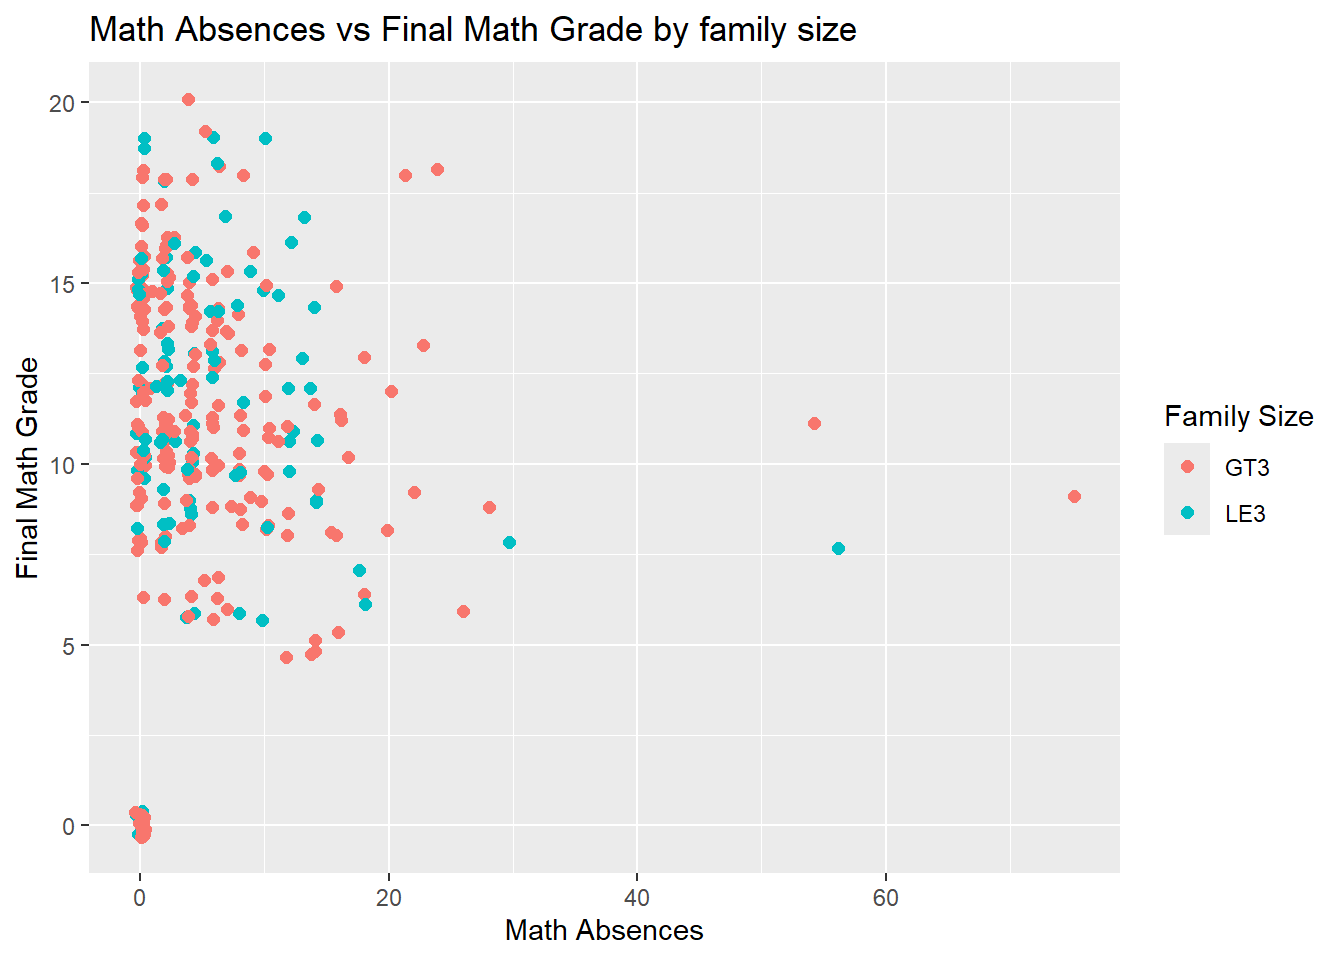 Math Absences vs Final Math Grade by family size
20
15
10
5
0
Final Math Grade
0 20 40 60
Math Absences
Family Size
GT3
LE3